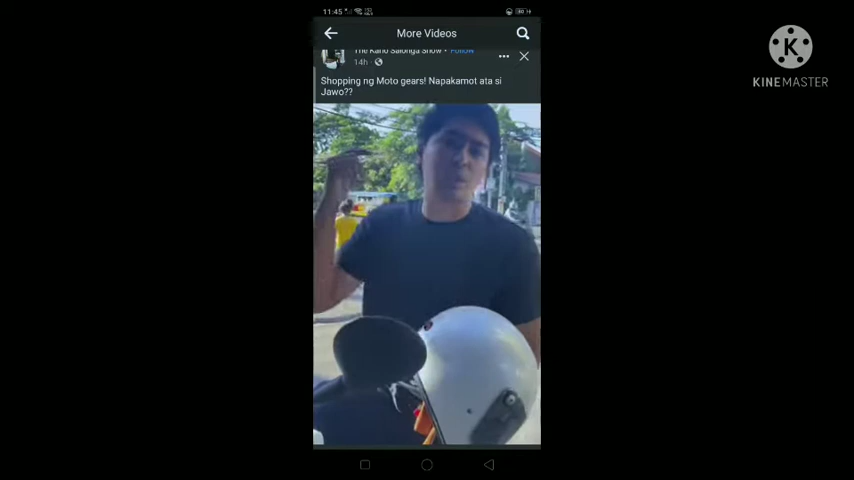 11:45
More Videos
The Kano Salonga Show • Follow
14h
Shopping ng Moto gears! Napakamot ata si
Jawo??
K
KINEMASTER